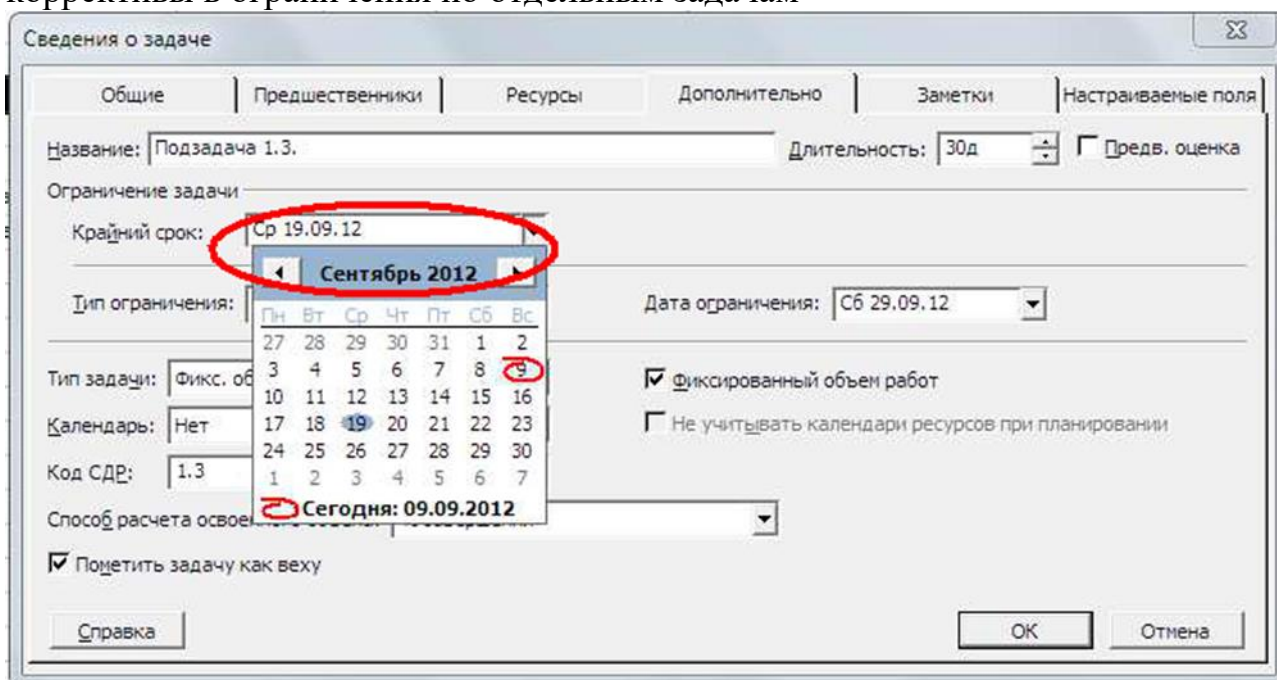 коррективы в ограничения по отдельным задачам
Сведения о задаче
Общие Предшественники Ресурсы Дополнительно Заметки Настраиваемые поля
Название: Подзадача 1.3. Длительность: 30д Предв. оценка
Ограничение задачи
Крайний срок: Ср 19.09.12
Сентябрь 2012
Тип ограничения: Дата ограничения: Сб 29.09.12
Пн Вт Ср Чт Пт Сб Вс
27 28 29 30 31 1 2
Тип задачи: Фикс. 3 4 5 6 7 8 9 Фиксированный объем работ
10 11 12 13 14 15 16
Календарь: Нет 17 18 19 20 21 22 23 Не учитывать календари ресурсов при планировании
24 25 26 27 28 29 30
Код СДР: 1.3 1 2 3 4 5 6 7
Сегодня: 09.09.2012
Способ расчета
Пометить задачу как веху
Справка ОК Отмена